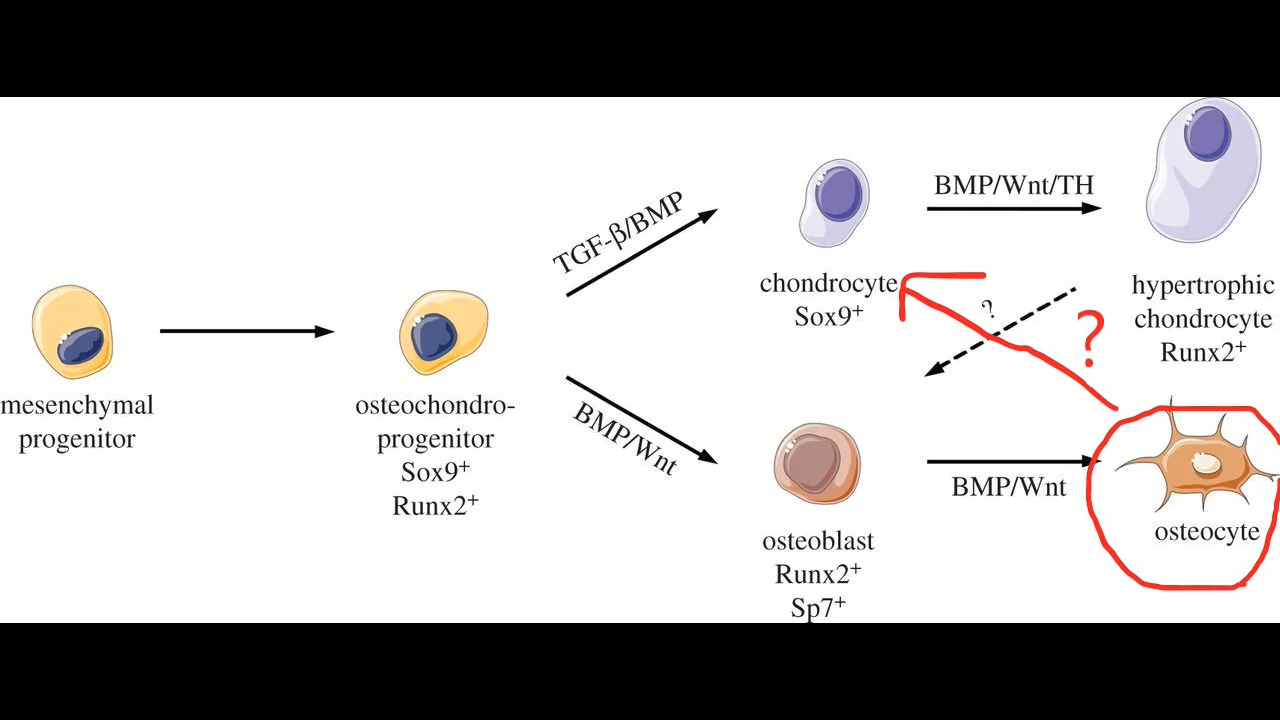 mesenchymal
progenitor
osteochondro-
progenitor
Sox9⁺
Runx2⁺
TGF-β/BMP
BMP/Wnt
chondrocyte
Sox9⁺
BMP/Wnt/TH
hypertrophic
chondrocyte
Runx2⁺
?
?
osteoblast
Runx2⁺
Sp7⁺
BMP/Wnt
osteocyte